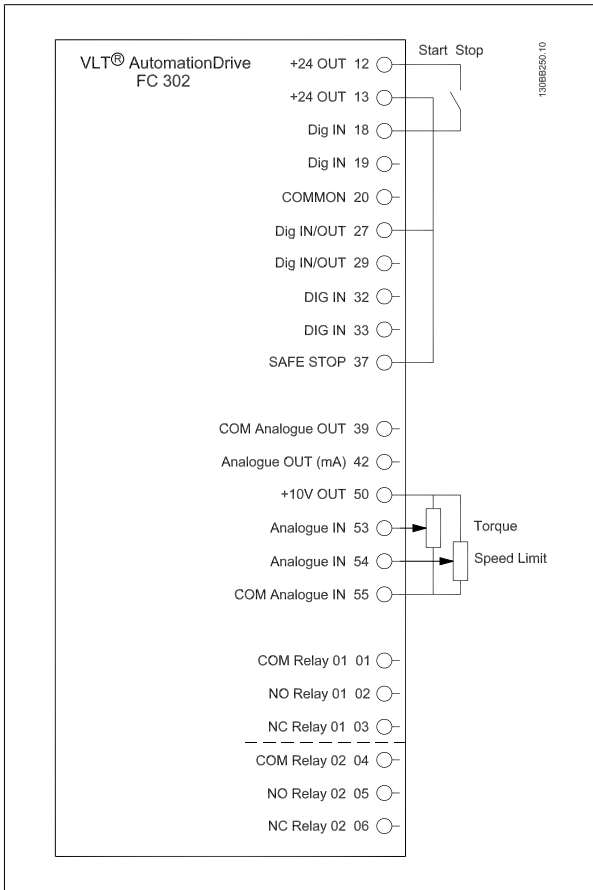 VLT® AutomationDrive
FC 302
Start Stop
130BB250.10
+24 OUT 12
+24 OUT 13
Dig IN 18
Dig IN 19
COMMON 20
Dig IN/OUT 27
Dig IN/OUT 29
DIG IN 32
DIG IN 33
SAFE STOP 37
COM Analogue OUT 39
Analogue OUT (mA) 42
+10V OUT 50
Analogue IN 53
Torque
Analogue IN 54
Speed Limit
COM Analogue IN 55
COM Relay 01 01
NO Relay 01 02
NC Relay 01 03
COM Relay 02 04
NO Relay 02 05
NC Relay 02 06